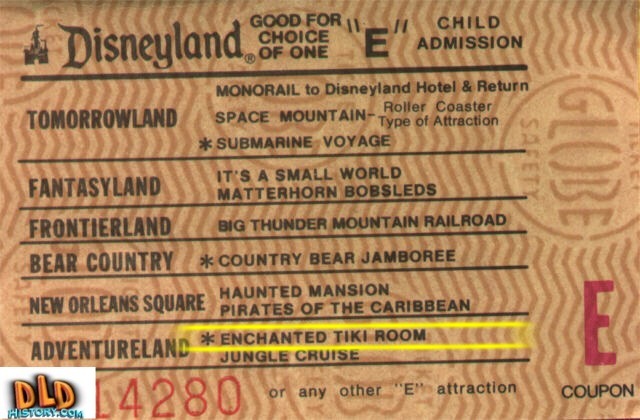 Disneyland® GOOD FOR CHOICE OF ONE "E" CHILD ADMISSION
TOMORROWLAND
MONORAIL to Disneyland Hotel & Return
SPACE MOUNTAIN- Roller Coaster Type of Attraction
* SUBMARINE VOYAGE
FANTASYLAND
IT'S A SMALL WORLD
MATTERHORN BOBSLEDS
FRONTIERLAND BIG THUNDER MOUNTAIN RAILROAD
BEAR COUNTRY * COUNTRY BEAR JAMBOREE
NEW ORLEANS SQUARE
HAUNTED MANSION
PIRATES OF THE CARIBBEAN
ADVENTURELAND
* ENCHANTED TIKI ROOM
JUNGLE CRUISE
14280 or any other "E" attraction
E
COUPON
GLOBE
SAFETY
DLD
HISTORY.COM